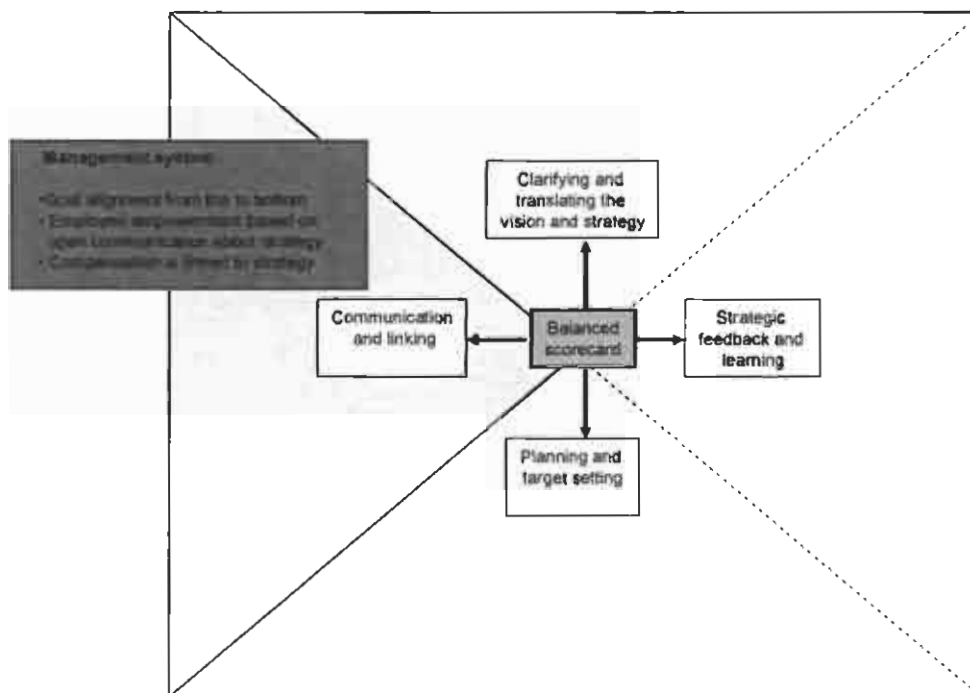 Management system
•Goal alignment from top to bottom
• Employee empowerment based on
open communication about strategy
• Compensation is linked to strategy
Clarifying and
translating the
vision and strategy
Communication
and linking
Balanced
scorecard
Strategic
feedback and
learning
Planning and
target setting